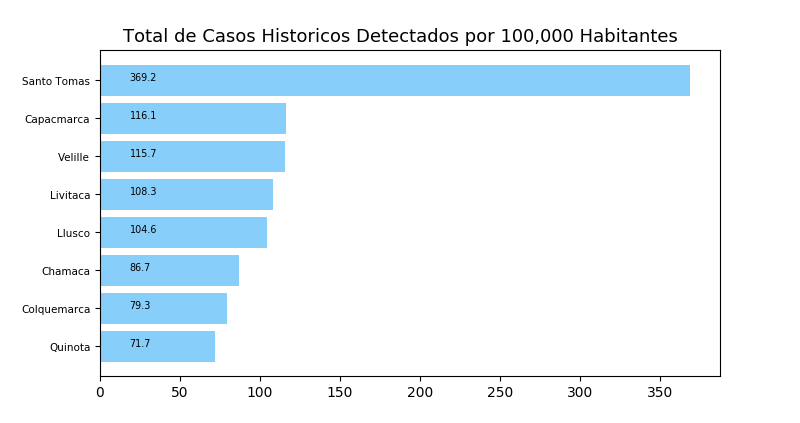 Total de Casos Historicos Detectados por 100,000 Habitantes
Santo Tomas 369.2
Capacmarca 116.1
Velille 115.7
Livitaca 108.3
Llusco 104.6
Chamaca 86.7
Colquemarca 79.3
Quinota 71.7
0 50 100 150 200 250 300 350